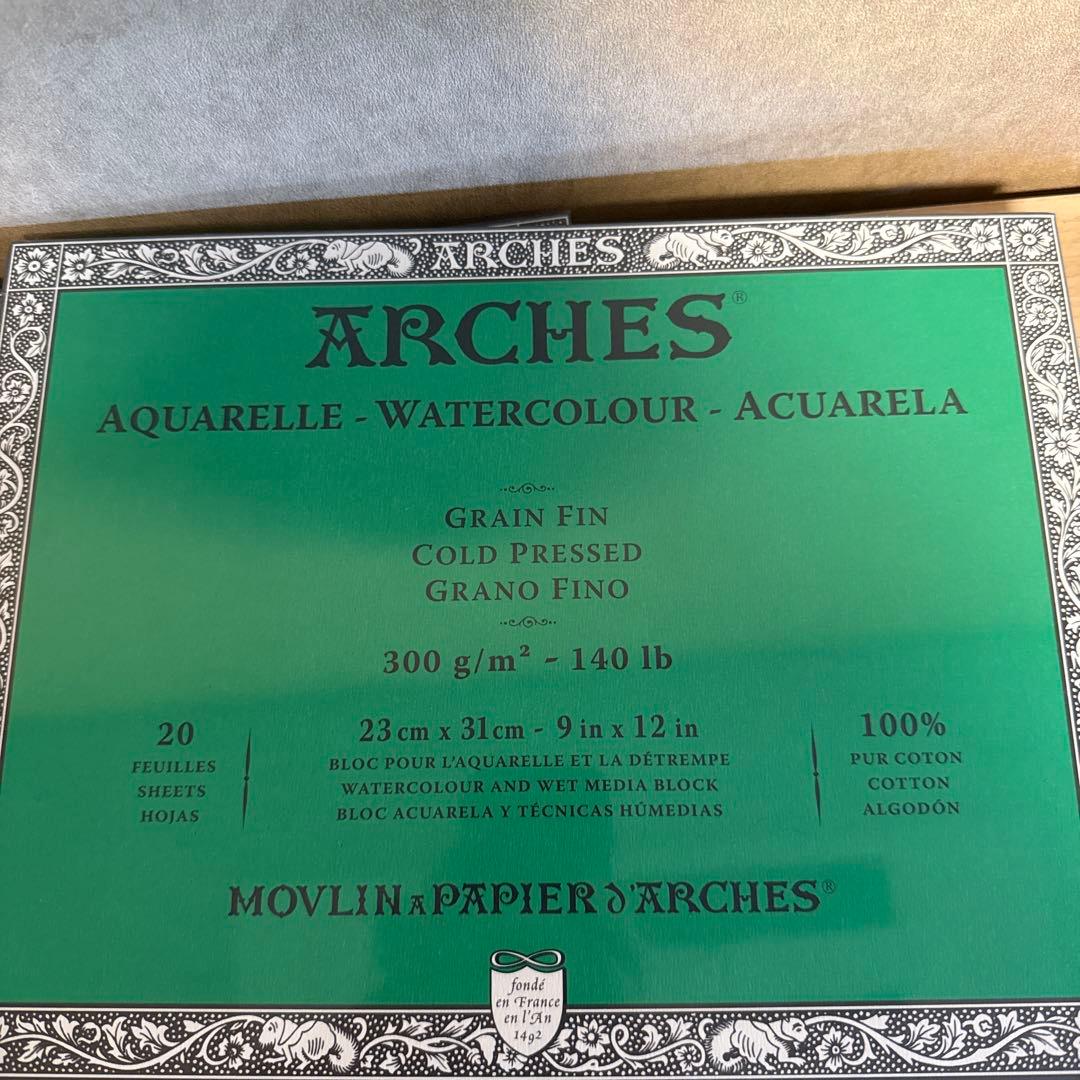 ARCHES
ARCHES®
AQUARELLE - WATERCOLOUR - ACUARELA
GRAIN FIN
COLD PRESSED
GRANO FINO
300 g/m² - 140 lb
20
FEUILLES
SHEETS
HOJAS
23 cm x 31 cm - 9 in x 12 in
BLOC POUR L'AQUARELLE ET LA DÉTREMPE
WATERCOLOUR AND WET MEDIA BLOCK
BLOC ACUARELA Y TÉCNICAS HÚMEDIAS
100%
PUR COTON
COTTON
ALGODÓN
MOVLIN A PAPIER D'ARCHES®
fondé
en France
en l'An
1492